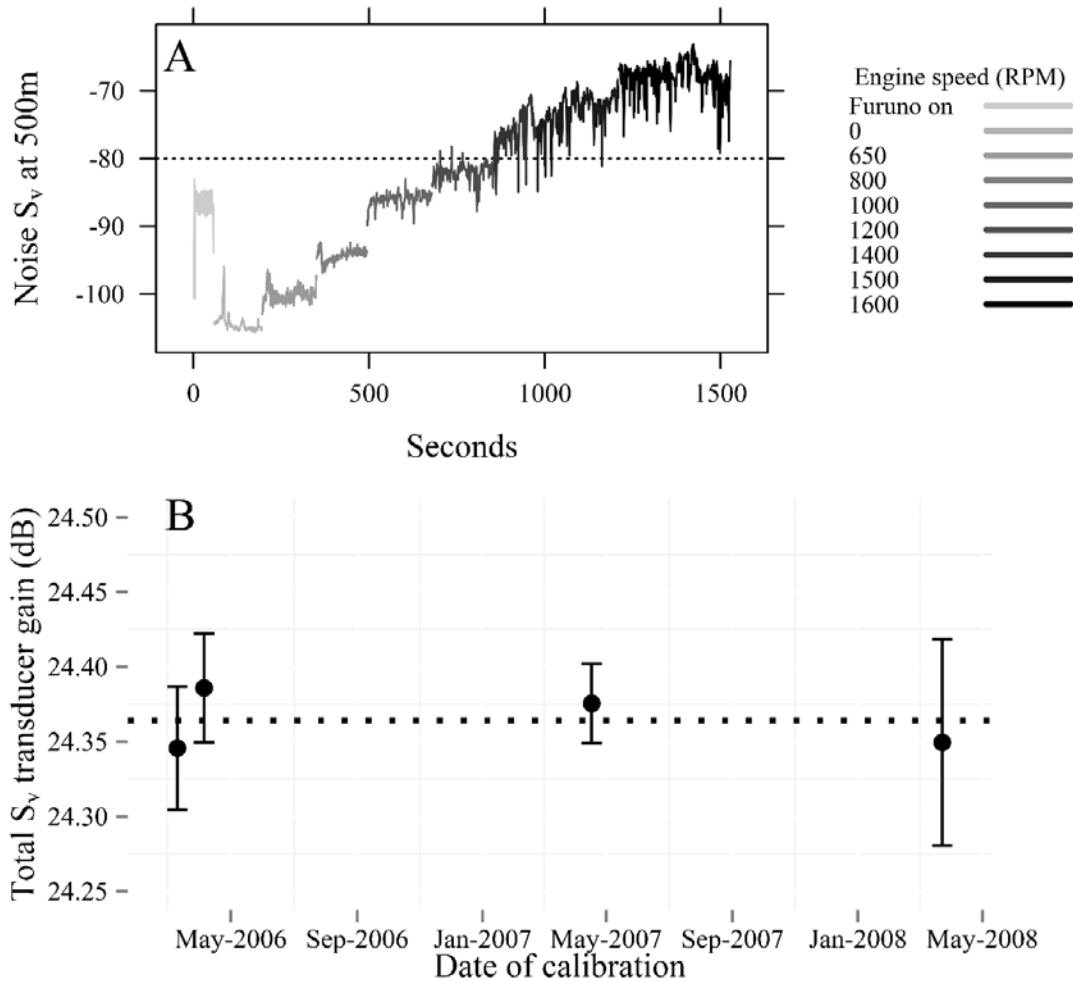 A
Noise Sv at 500m
-70
-80
-90
-100
0
500
1000
1500
Seconds
Engine speed (RPM)
Furuno on
0
650
800
1000
1200
1400
1500
1600
B
Total Sv transducer gain (dB)
24.50
24.45
24.40
24.35
24.30
24.25
May-2006
Sep-2006
Jan-2007
May-2007
Sep-2007
Jan-2008
May-2008
Date of calibration